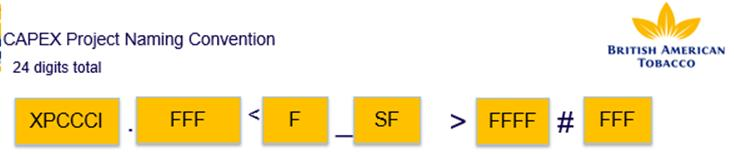 CAPEX Project Naming Convention
24 digits total
BRITISH AMERICAN
TOBACCO
XPCCCI . FFF < F _ SF > FFFF # FFF